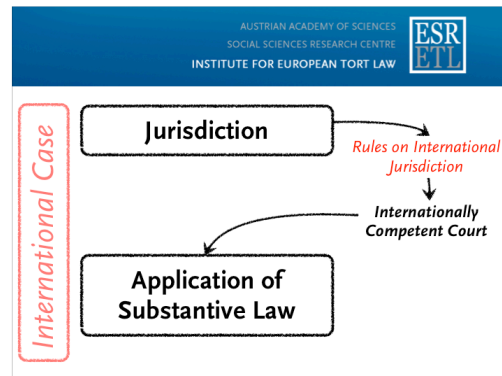 AUSTRIAN ACADEMY OF SCIENCES
SOCIAL SCIENCES RESEARCH CENTRE
INSTITUTE FOR EUROPEAN TORT LAW
ESR
ETL
International Case
Jurisdiction
Rules on International
Jurisdiction
Internationally
Competent Court
Application of
Substantive Law